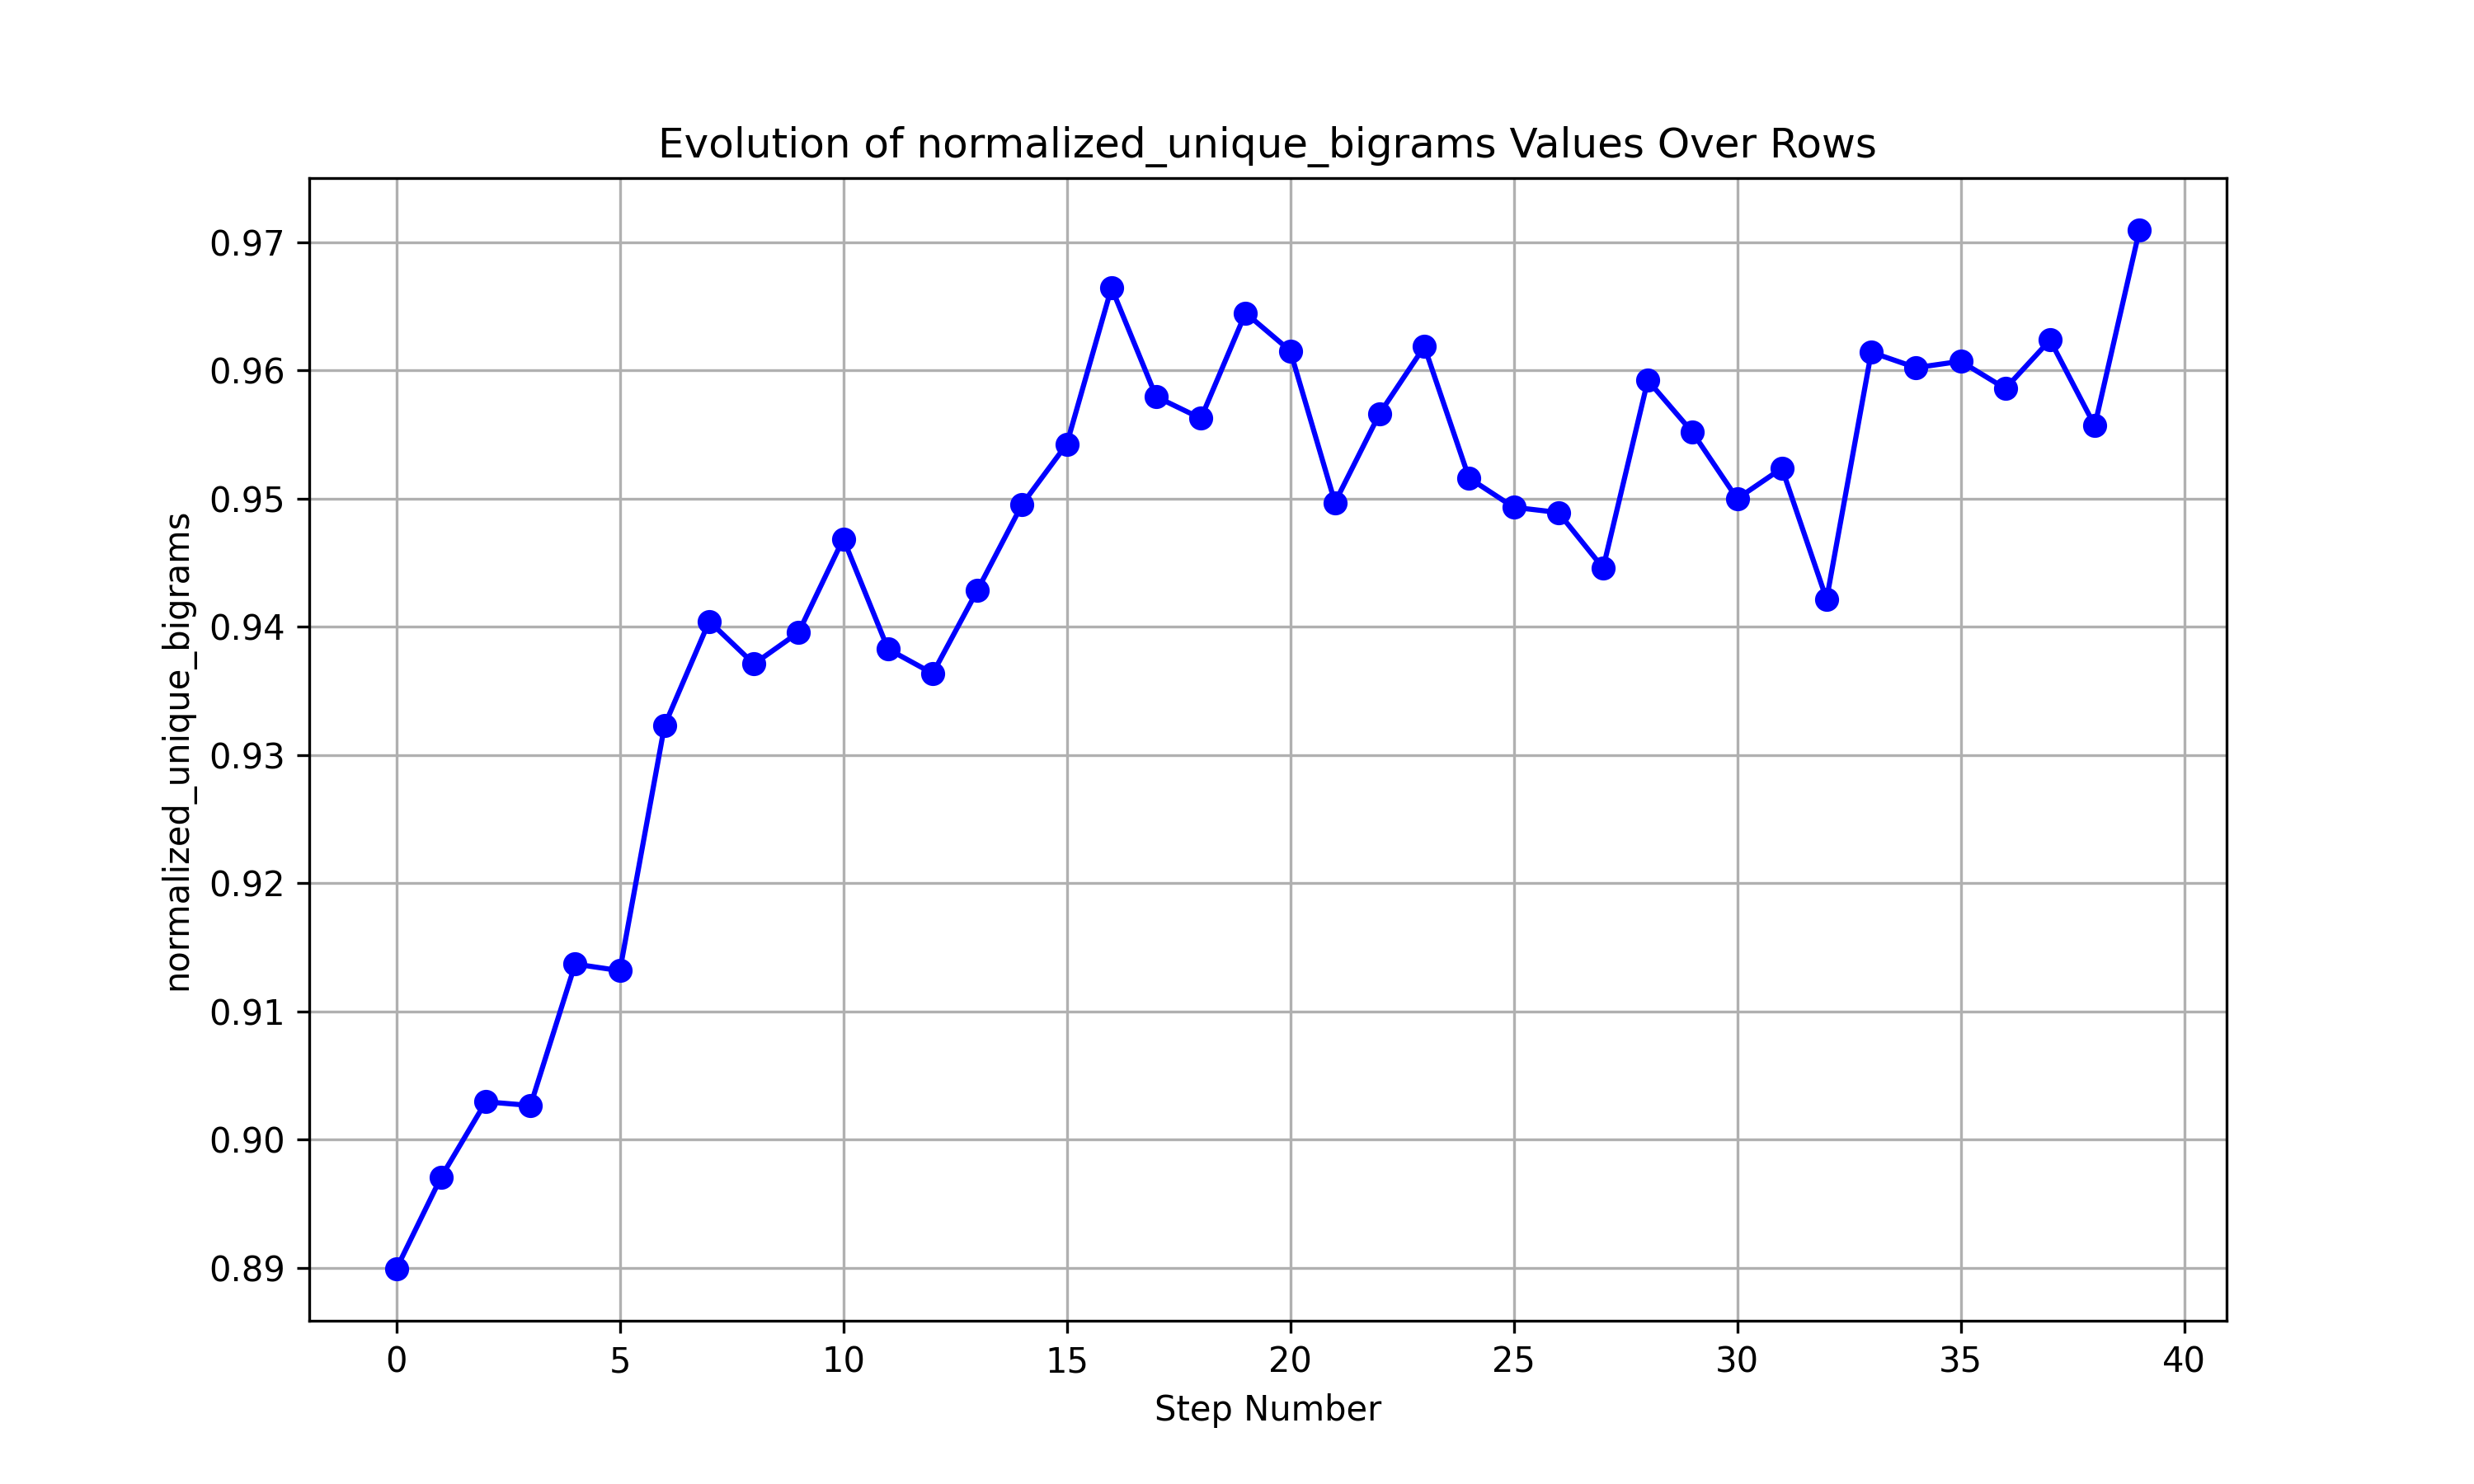 Evolution of normalized_unique_bigrams Values Over Rows
normalized_unique_bigrams
0.97
0.96
0.95
0.94
0.93
0.92
0.91
0.90
0.89
0 5 10 15 20 25 30 35 40
Step Number